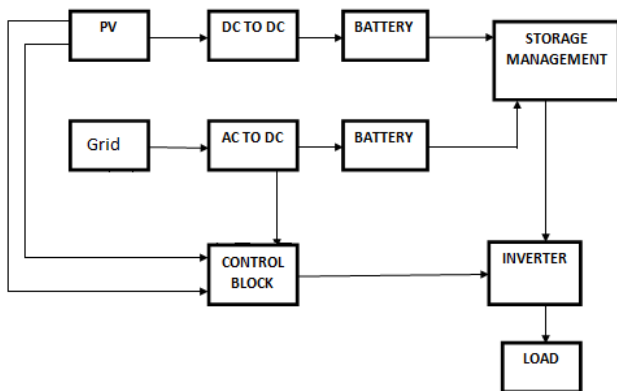 PV
DC TO DC
BATTERY
STORAGE
MANAGEMENT
Grid
AC TO DC
BATTERY
CONTROL
BLOCK
INVERTER
LOAD